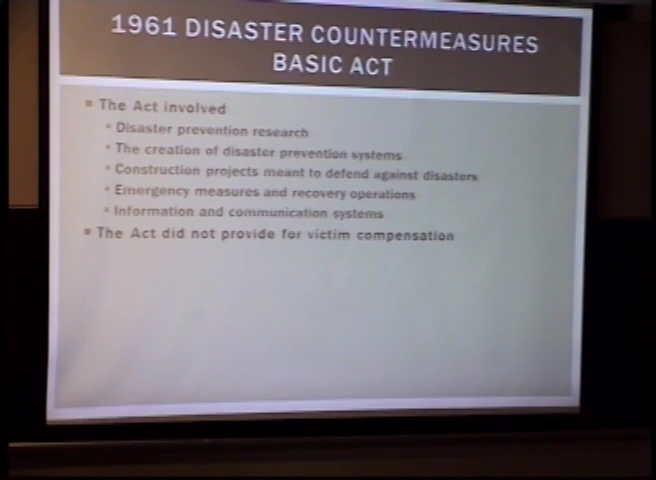 1961 DISASTER COUNTERMEASURES
BASIC ACT
The Act involved
Disaster prevention research
The creation of disaster prevention systems
Construction projects meant to defend against disasters
Emergency measures and recovery operations
Information and communication systems
The Act did not provide for victim compensation